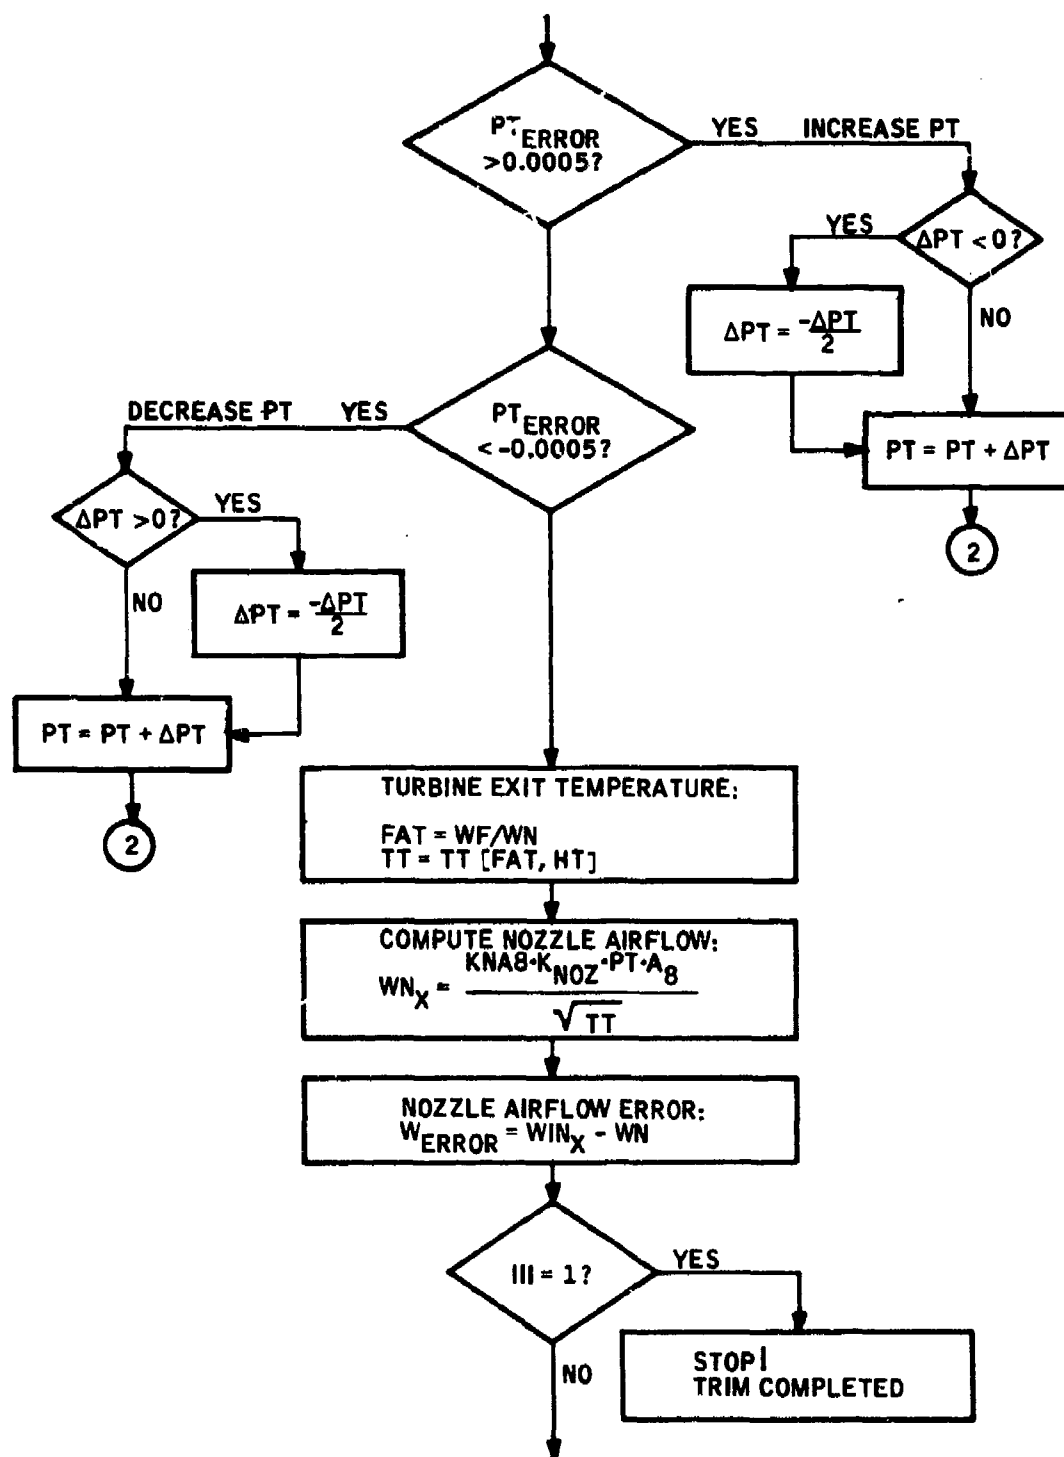 PT ERROR
>0.0005?
YES INCREASE PT
ΔPT < 0?
YES
NO
ΔPT = -ΔPT/2
PT = PT + ΔPT
2
PT ERROR
< -0.0005?
DECREASE PT YES
ΔPT > 0?
YES
NO
ΔPT = -ΔPT/2
PT = PT + ΔPT
2
TURBINE EXIT TEMPERATURE:
FAT = WF/WN
TT = TT [FAT, HT]
COMPUTE NOZZLE AIRFLOW:
KNA8·K NOZ·PT·A8
WN X =
√TT
NOZZLE AIRFLOW ERROR:
W ERROR = WIN X - WN
III = 1?
YES
NO
STOP!
TRIM COMPLETED